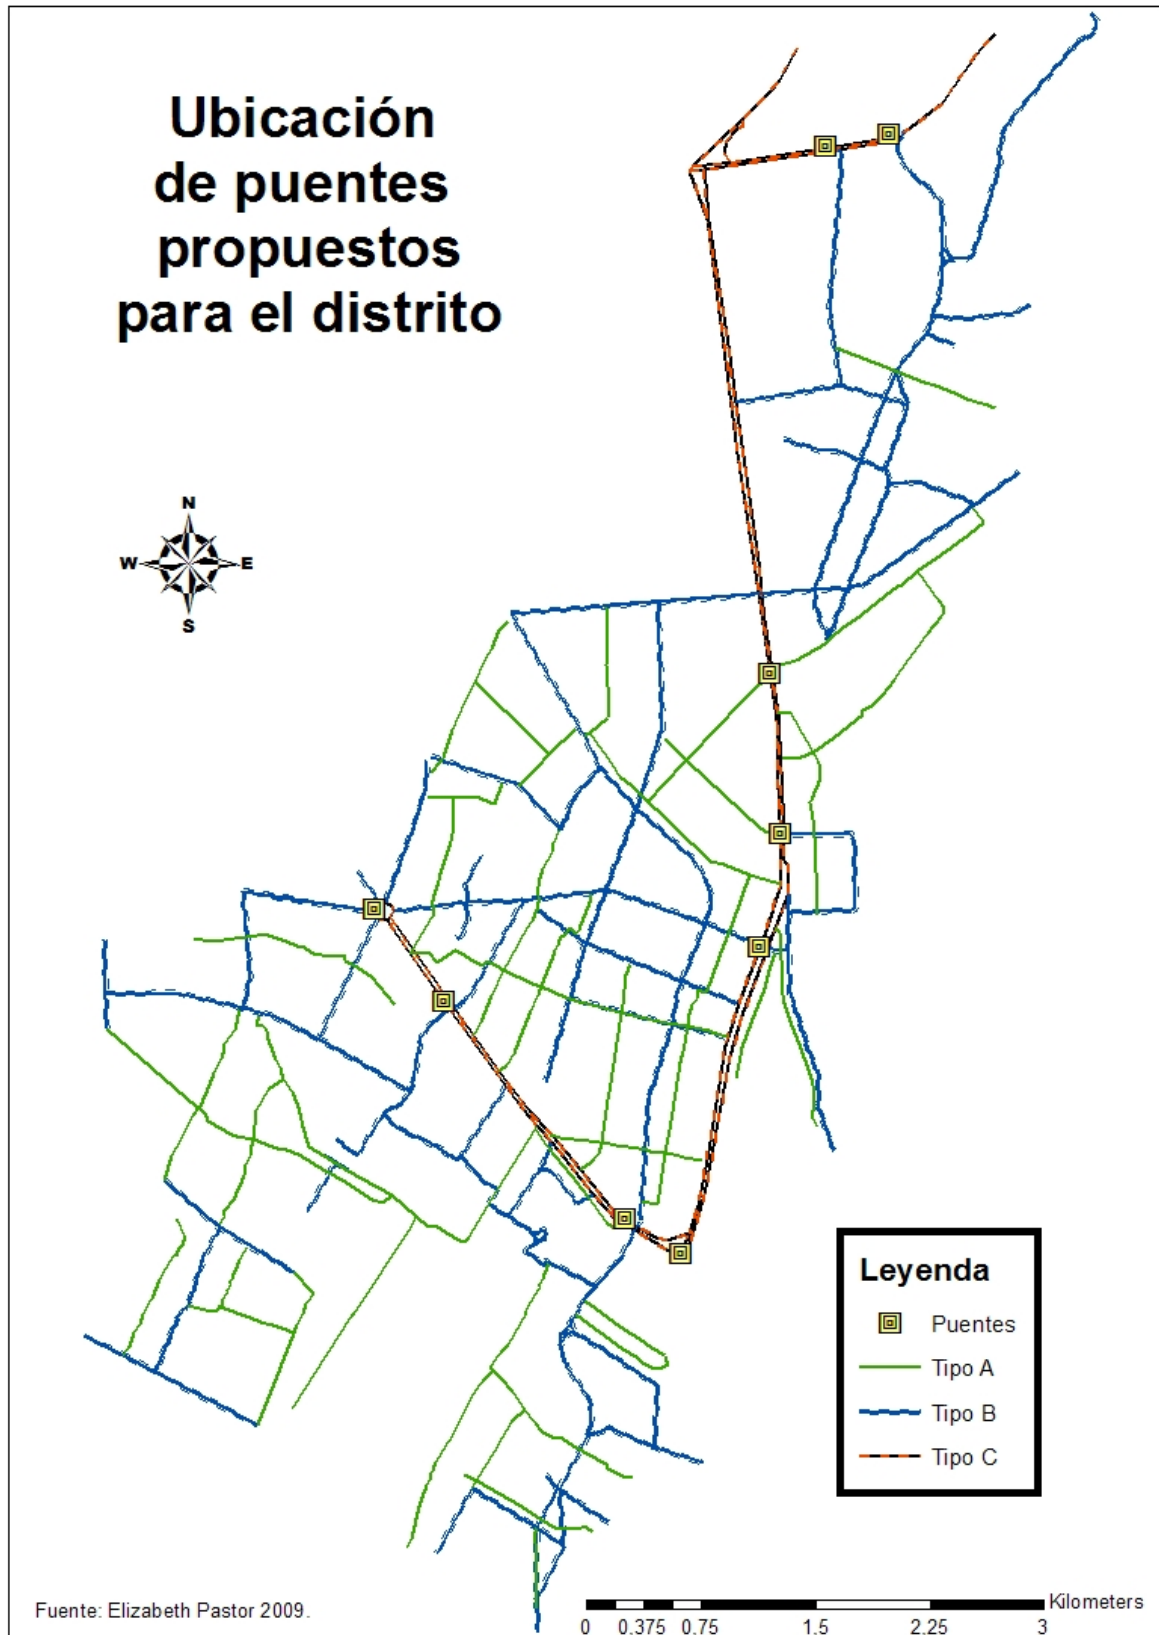 Ubicación
de puentes
propuestos
para el distrito
N
W E
S
Leyenda
Puentes
Tipo A
Tipo B
Tipo C
Fuente: Elizabeth Pastor 2009.
Kilometers
0 0.375 0.75 1.5 2.25 3